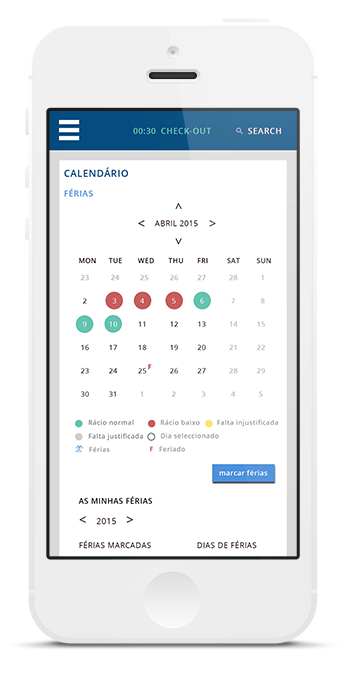 00:30 CHECK-OUT SEARCH
CALENDÁRIO
FÉRIAS
ABRIL 2015
MON TUE WED THU FRI SAT SUN
23 24 25 26 27 28 1
2 3 4 5 6 7 8
9 10 11 12 13 14 15
16 17 18 19 20 21 22
23 24 25 F 26 27 28 29
30 31 1 2 3 4 5
Rácio normal Rácio baixo Falta injustificada
Falta justificada Dia seleccionado
Férias F Feriado
marcar férias
AS MINHAS FÉRIAS
< 2015 >
FÉRIAS MARCADAS DIAS DE FÉRIAS